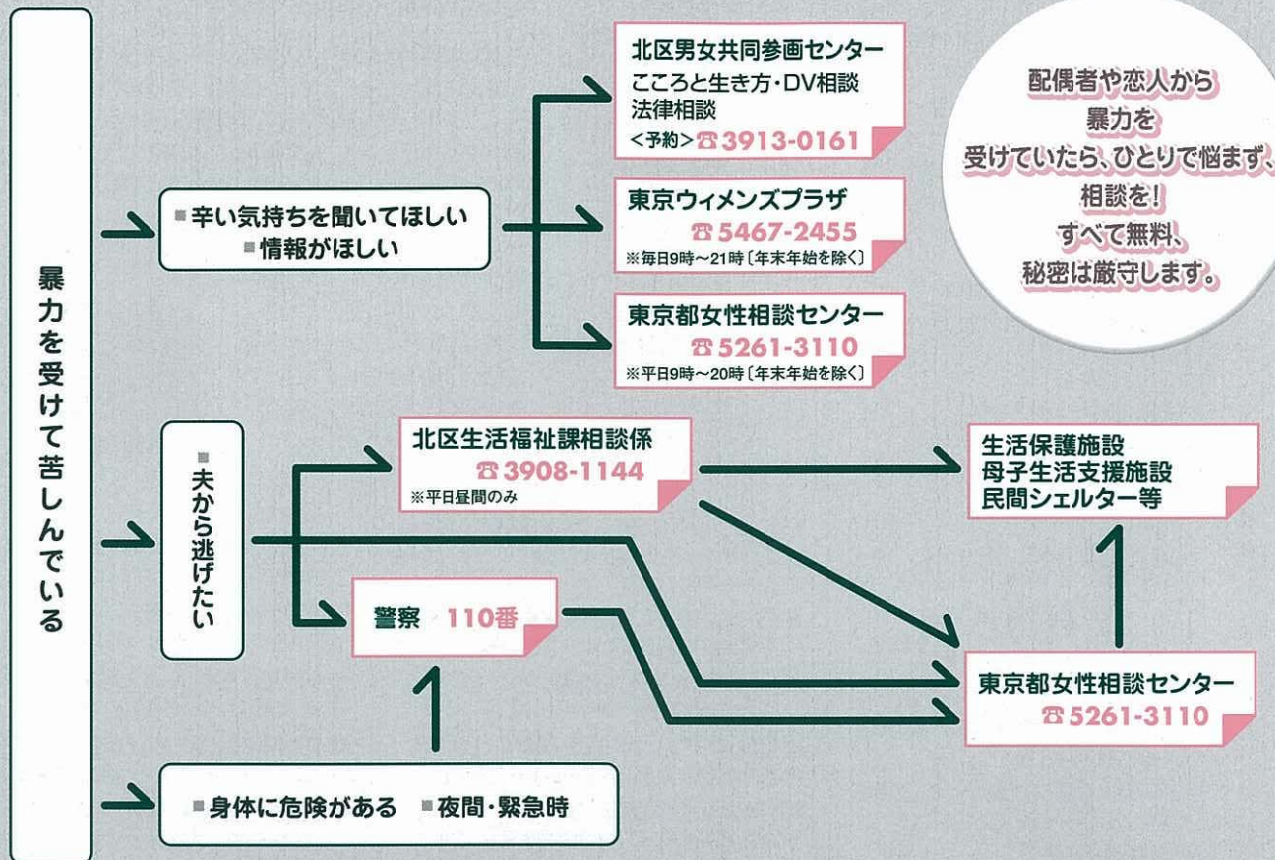 暴力を受けて苦しんでいる
■辛い気持ちを聞いてほしい
■情報がほしい
北区男女共同参画センター
こころと生き方・DV相談
法律相談
<予約>☎3913-0161
東京ウィメンズプラザ
☎5467-2455
※毎日9時～21時〔年末年始を除く〕
東京都女性相談センター
☎5261-3110
※平日9時～20時〔年末年始を除く〕
配偶者や恋人から
暴力を
受けていたら、ひとりで悩まず、
相談を!
すべて無料、
秘密は厳守します。
■夫から逃げたい
北区生活福祉課相談係
☎3908-1144
※平日昼間のみ
警察 110番
生活保護施設
母子生活支援施設
民間シェルター等
東京都女性相談センター
☎5261-3110
■身体に危険がある ■夜間・緊急時